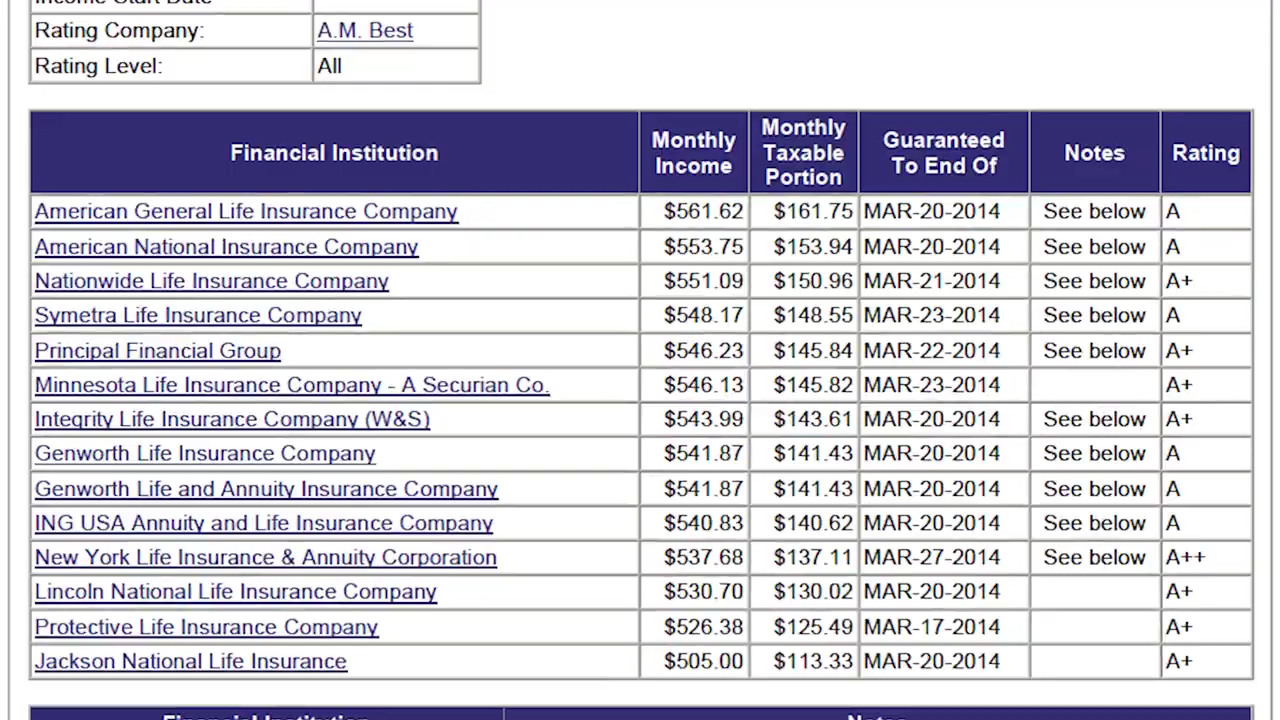 Income Start Date
Rating Company: A.M. Best
Rating Level: All
Financial Institution Monthly Income Monthly Taxable Portion Guaranteed To End Of Notes Rating
American General Life Insurance Company $561.62 $161.75 MAR-20-2014 See below A
American National Insurance Company $553.75 $153.94 MAR-20-2014 See below A
Nationwide Life Insurance Company $551.09 $150.96 MAR-21-2014 See below A+
Symetra Life Insurance Company $548.17 $148.55 MAR-23-2014 See below A
Principal Financial Group $546.23 $145.84 MAR-22-2014 See below A+
Minnesota Life Insurance Company - A Securian Co. $546.13 $145.82 MAR-23-2014 A+
Integrity Life Insurance Company (W&S) $543.99 $143.61 MAR-20-2014 See below A+
Genworth Life Insurance Company $541.87 $141.43 MAR-20-2014 See below A
Genworth Life and Annuity Insurance Company $541.87 $141.43 MAR-20-2014 See below A
ING USA Annuity and Life Insurance Company $540.83 $140.62 MAR-20-2014 See below A
New York Life Insurance & Annuity Corporation $537.68 $137.11 MAR-27-2014 See below A++
Lincoln National Life Insurance Company $530.70 $130.02 MAR-20-2014 A+
Protective Life Insurance Company $526.38 $125.49 MAR-17-2014 A+
Jackson National Life Insurance $505.00 $113.33 MAR-20-2014 A+
Financial Institution Notes